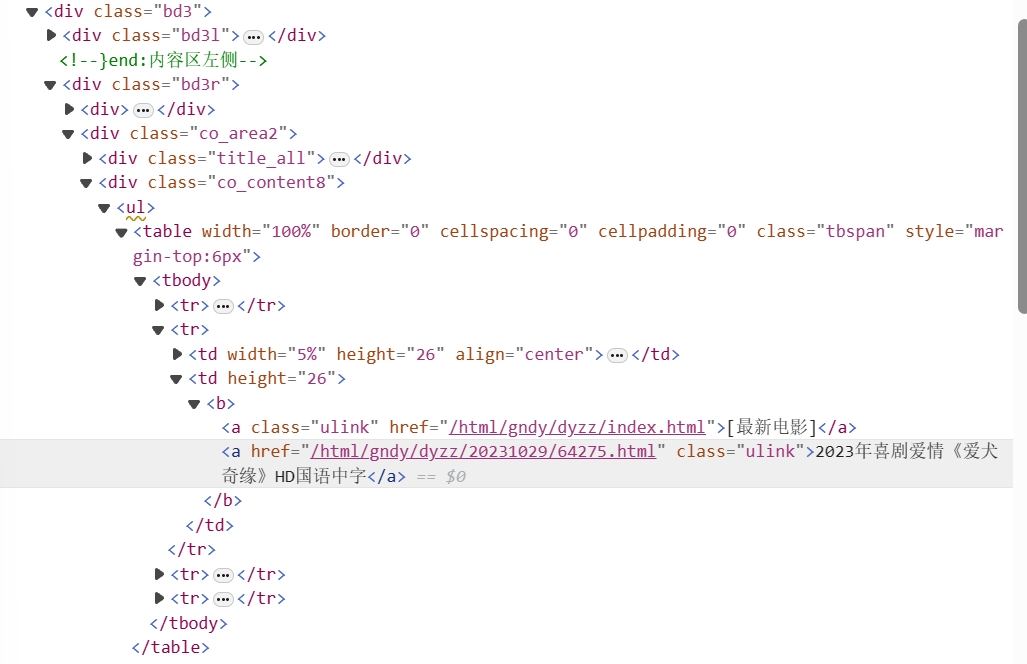 <div class="bd3">
<div class="bd3l">…</div>
<!--}end:内容区左侧-->
<div class="bd3r">
<div>…</div>
<div class="co_area2">
<div class="title_all">…</div>
<div class="co_content8">
<ul>
<table width="100%" border="0" cellspacing="0" cellpadding="0" class="tbspan" style="mar
gin-top:6px">
<tbody>
<tr>…</tr>
<tr>
<td width="5%" height="26" align="center">…</td>
<td height="26">
<b>
<a class="ulink" href="/html/gndy/dyzz/index.html">[最新电影]</a>
<a href="/html/gndy/dyzz/20231029/64275.html" class="ulink">2023年喜剧爱情《爱犬
奇缘》HD国语中字</a> == $0
</b>
</td>
</tr>
<tr>…</tr>
<tr>…</tr>
</tbody>
</table>